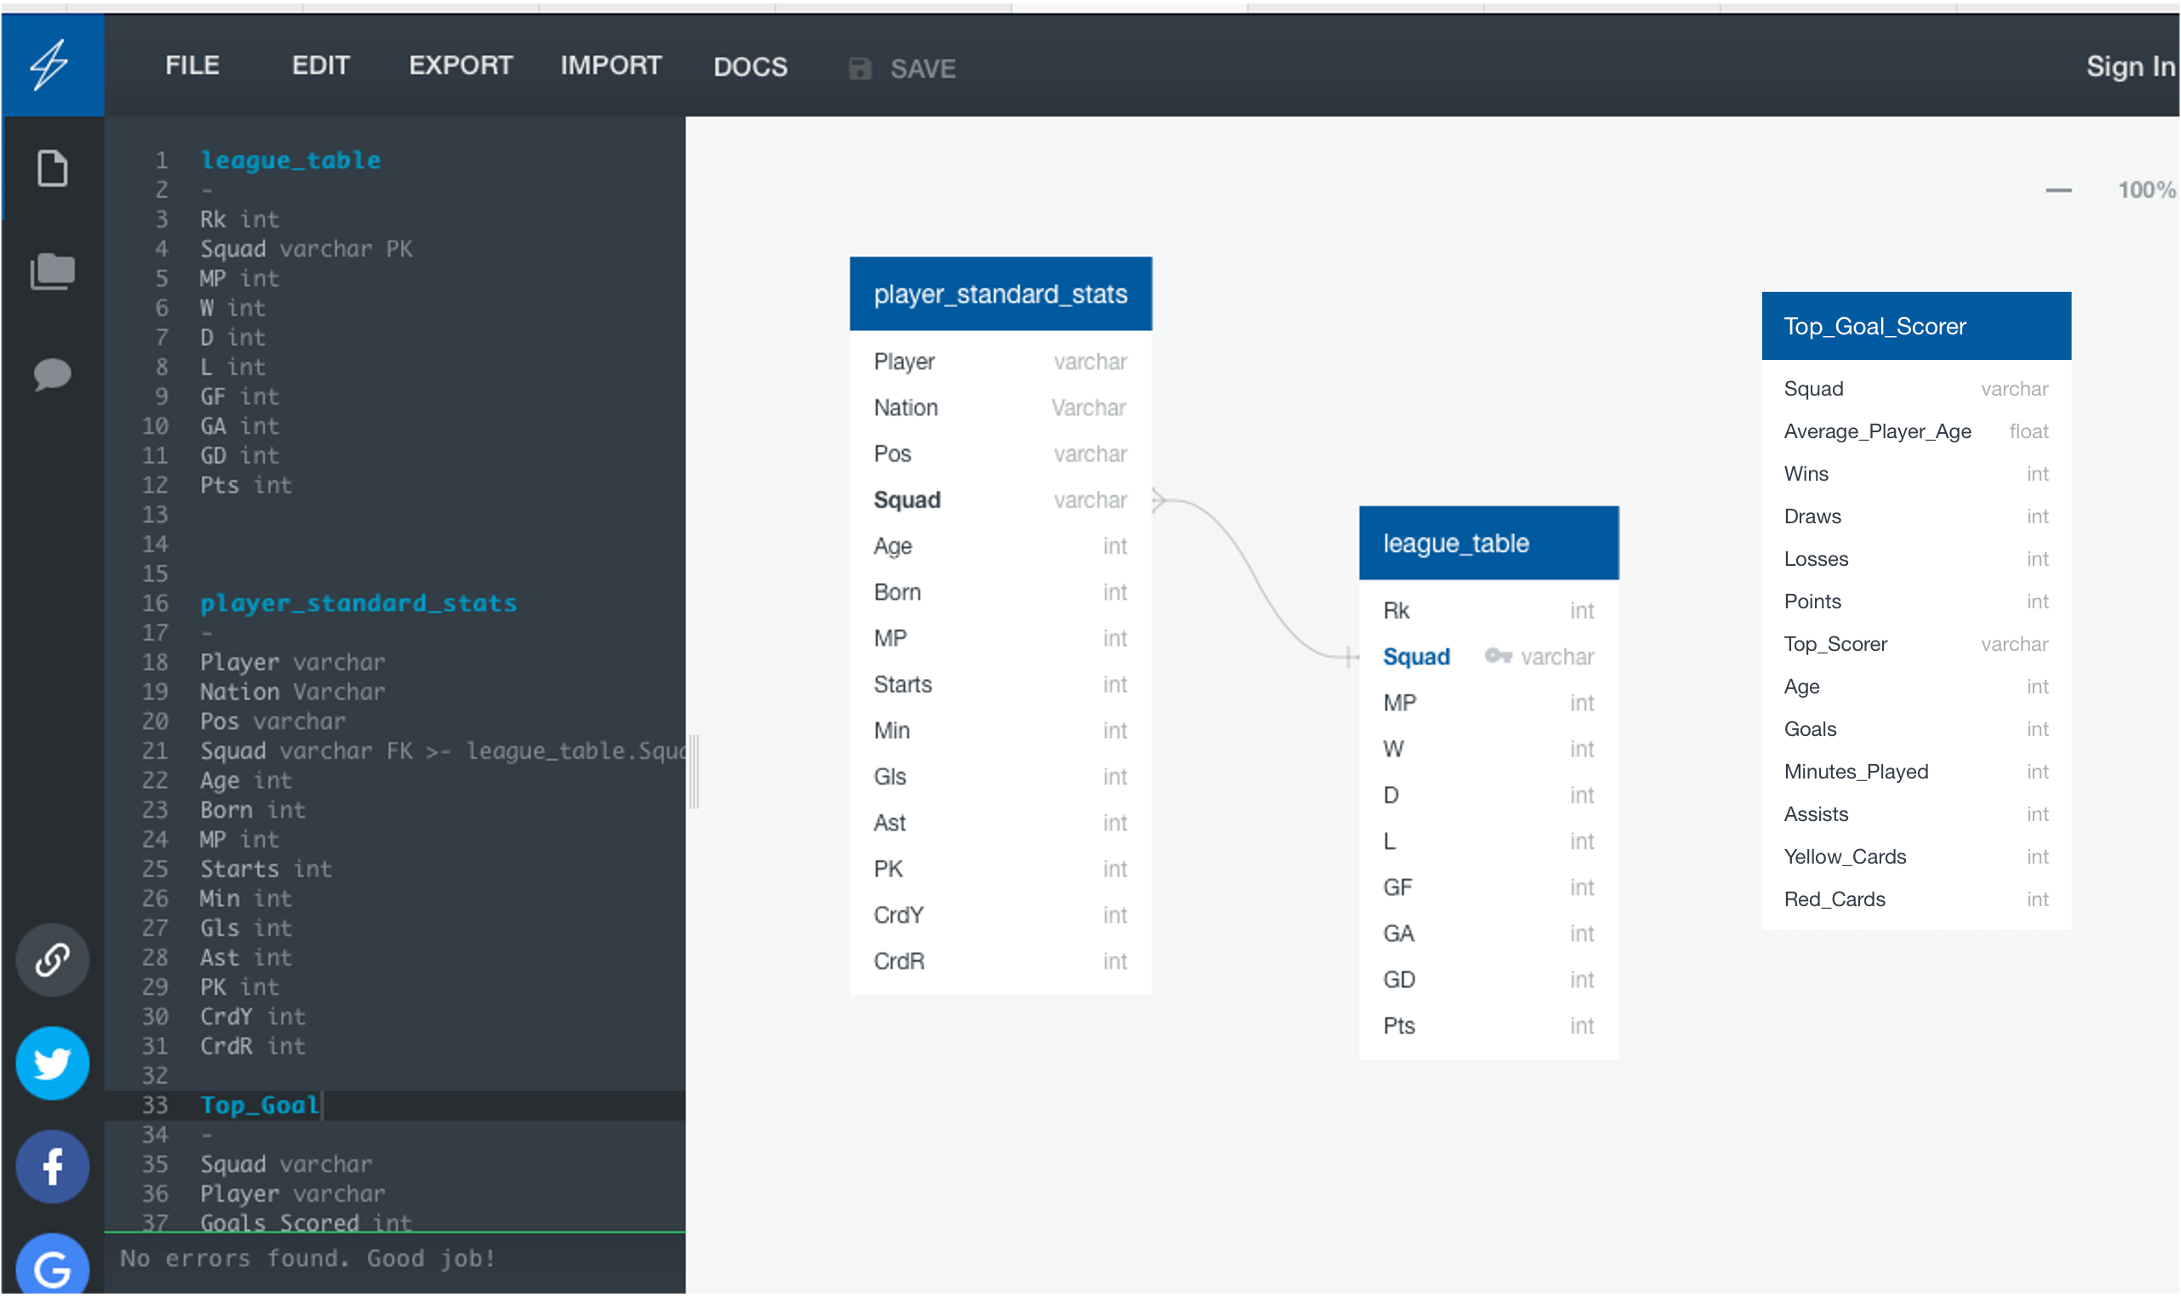 FILE EDIT EXPORT IMPORT DOCS SAVE Sign In
1 league_table
2 -
3 Rk int
4 Squad varchar PK
5 MP int
6 W int
7 D int
8 L int
9 GF int
10 GA int
11 GD int
12 Pts int
13
14
15
16 player_standard_stats
17 -
18 Player varchar
19 Nation Varchar
20 Pos varchar
21 Squad varchar FK >- league_table.Squa
22 Age int
23 Born int
24 MP int
25 Starts int
26 Min int
27 Gls int
28 Ast int
29 PK int
30 CrdY int
31 CrdR int
32
33 Top_Goal
34 -
35 Squad varchar
36 Player varchar
37 Goals Scored int
No errors found. Good job!
100%
player_standard_stats
Player varchar
Nation Varchar
Pos varchar
Squad varchar
Age int
Born int
MP int
Starts int
Min int
Gls int
Ast int
PK int
CrdY int
CrdR int
league_table
Rk int
Squad varchar
MP int
W int
D int
L int
GF int
GA int
GD int
Pts int
Top_Goal_Scorer
Squad varchar
Average_Player_Age float
Wins int
Draws int
Losses int
Points int
Top_Scorer varchar
Age int
Goals int
Minutes_Played int
Assists int
Yellow_Cards int
Red_Cards int